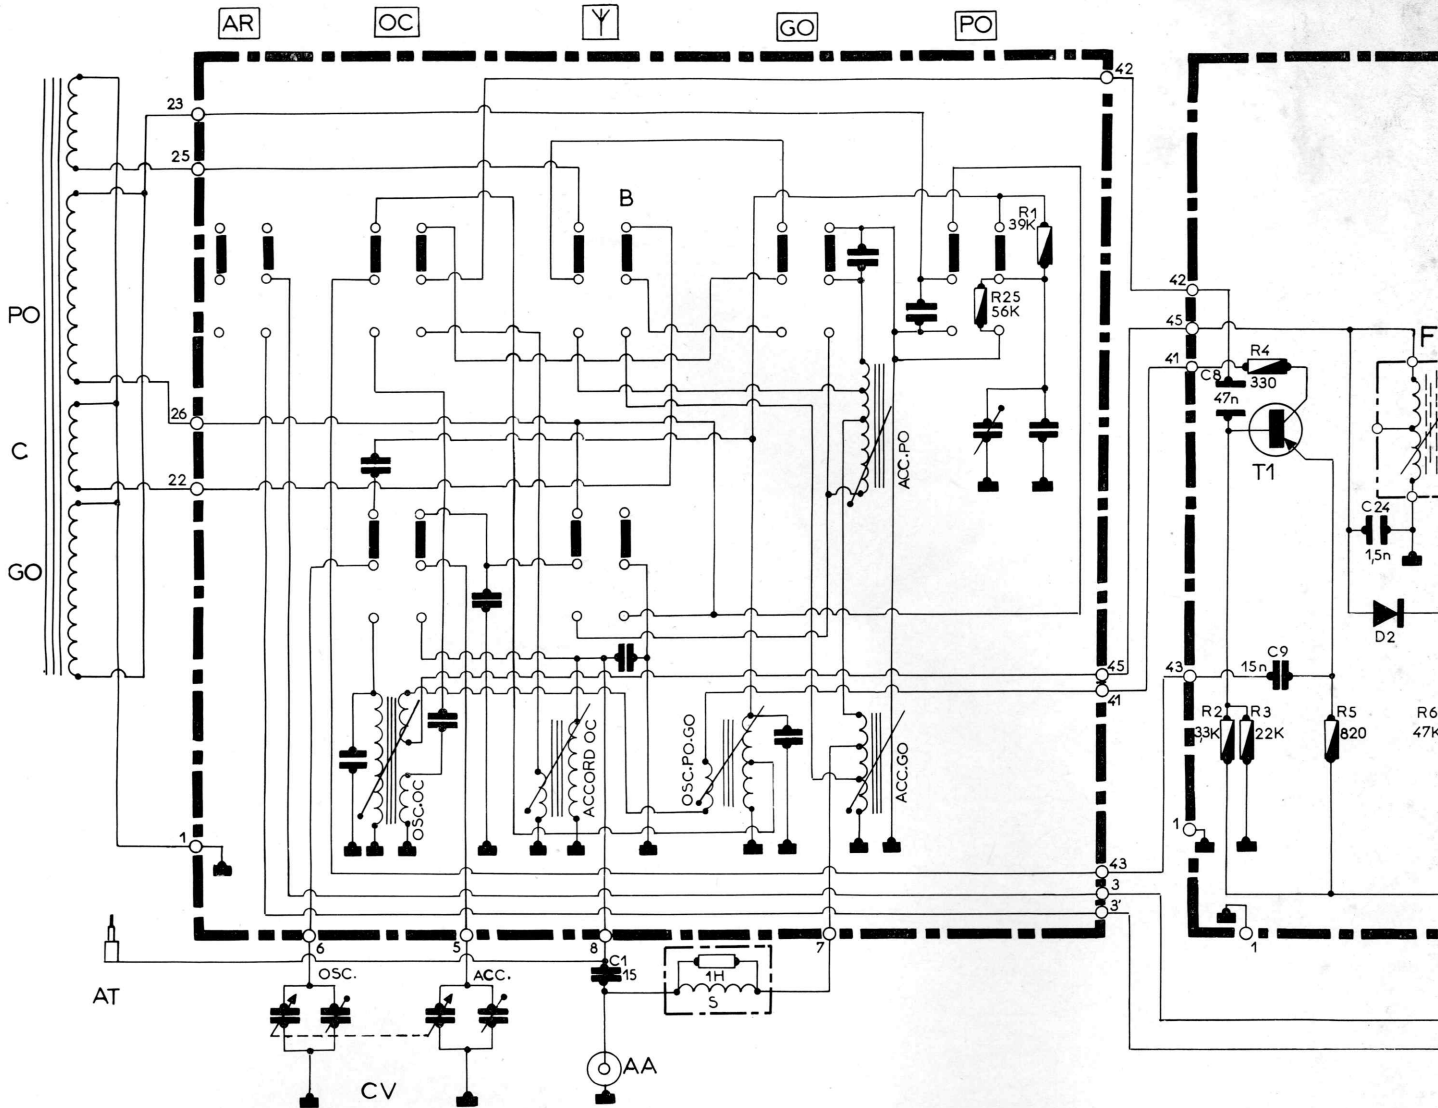 AR OC GO PO
42
23
25
B
R1
39K
42
R25
56K
45
PO
F
41
R4
C8
330
47n
26
T1
C
ACC.PO
22
C24
1,5n
GO
D2
45
43
15n
C9
41
R2
R3
R5
R6
3,3K
22K
820
47K
OSC.OC
ACCORD OC
OSC.PO.GO
ACC.GO
1
1
43
3
3'
6
5
8
7
1
C1
15
1H
S
OSC.
ACC.
AT
AA
CV